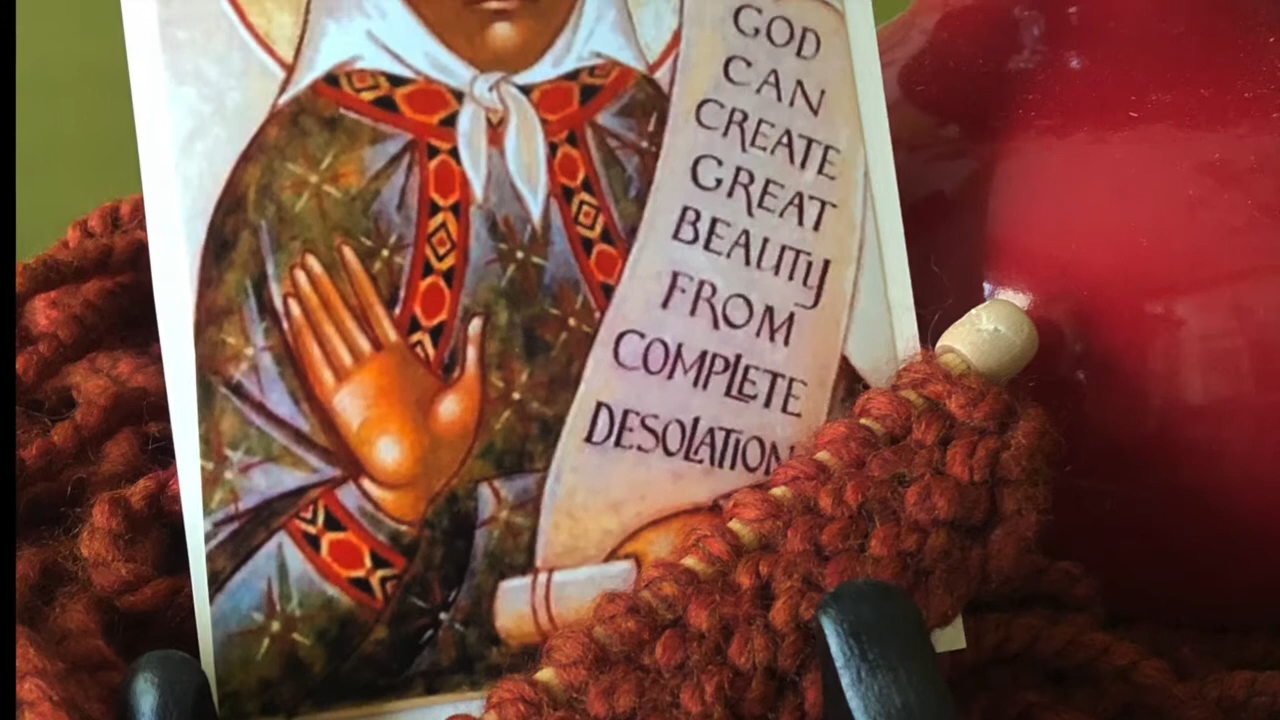 GOD
CAN
CREATE
GREAT
BEAUTY
FROM
COMPLETE
DESOLATION